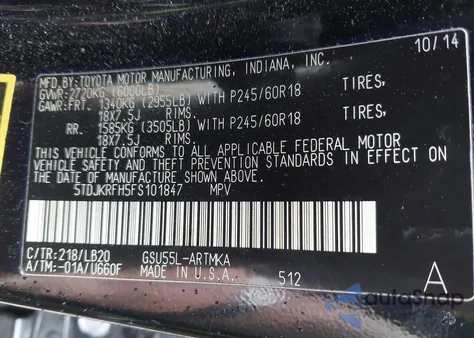 10/14
MFD.BY:TOYOTA MOTOR MANUFACTURING, INDIANA, INC.
GVWR:2720KG (6000LB)
GAWR:FRT. 1340KG (2955LB) WITH P245/60R18 TIRES,
18X7.5J RIMS.
RR. 1585KG (3505LB) WITH P245/60R18 TIRES,
18X7.5J RIMS.
THIS VEHICLE CONFORMS TO ALL APPLICABLE FEDERAL MOTOR
VEHICLE SAFETY AND THEFT PREVENTION STANDARDS IN EFFECT
ON THE DATE OF MANUFACTURE SHOWN ABOVE.
5TDJKRFH5FS101847 MPV
C/TR:218/LB20 GSU55L-ARTMKA
A/TM:-01A/U660F MADE IN U.S.A. 512 A
AutoSnap